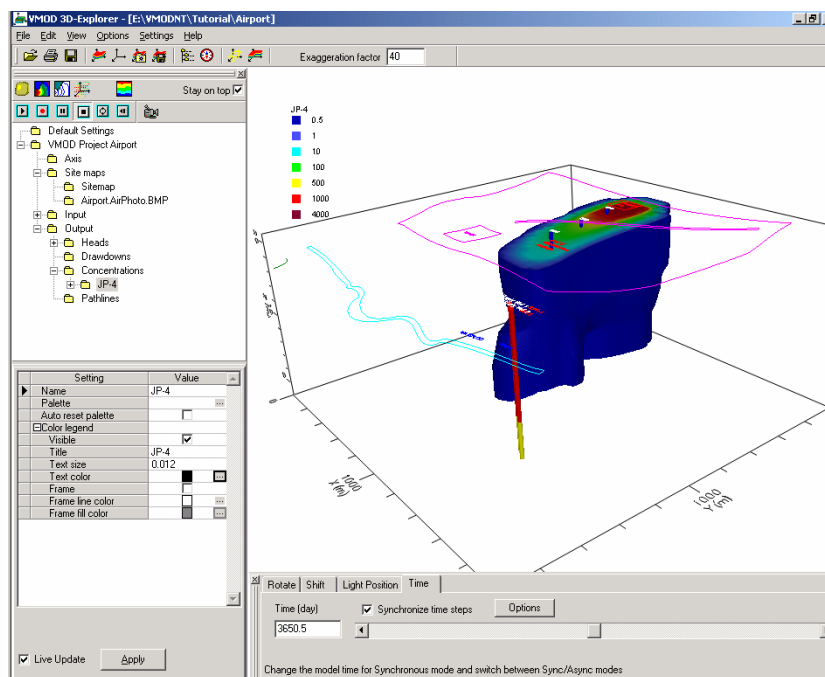 VMOD 3D-Explorer - [E:\VMODNT\Tutorial\Airport]
File Edit View Options Settings Help
Exaggeration factor 40
Stay on top
Default Settings
VMOD Project Airport
Axis
Site maps
Sitemap
Airport.AirPhoto.BMP
Input
Output
Heads
Drawdowns
Concentrations
JP-4
Pathlines
Setting Value
Name JP-4
Palette ...
Auto reset palette
Color legend
Visible
Title JP-4
Text size 0.012
Text color ...
Frame
Frame line color ...
Frame fill color ...
Live Update Apply
JP-4
0.5
1
10
100
500
1000
4000
1000
X (m)
1000
Y (m)
Rotate Shift Light Position Time
Time (day) Synchronize time steps Options
3650.5
Change the model time for Synchronous mode and switch between Sync/Async modes